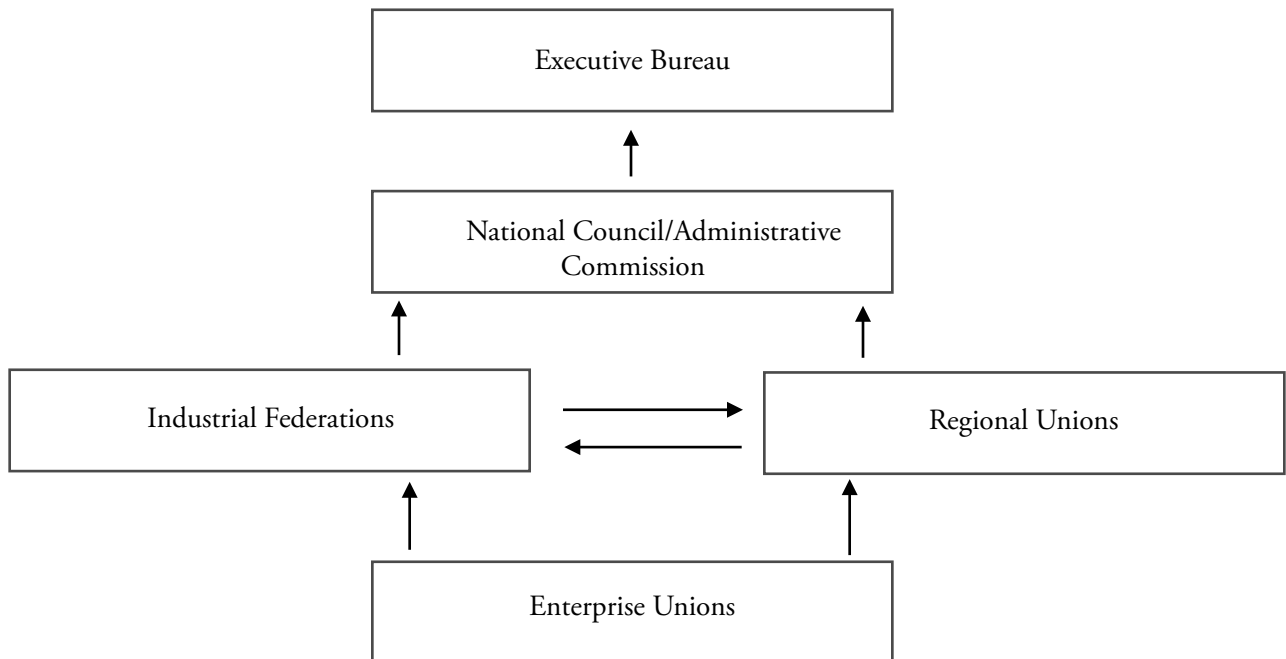 Executive Bureau
National Council/Administrative
Commission
Industrial Federations
Regional Unions
Enterprise Unions